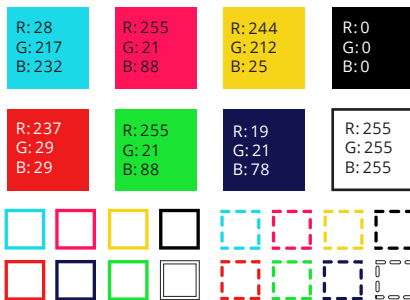 R: 28
G: 217
B: 232
R: 255
G: 21
B: 88
R: 244
G: 212
B: 25
R: 0
G: 0
B: 0
R: 237
G: 29
B: 29
R: 255
G: 21
B: 88
R: 19
G: 21
B: 78
R: 255
G: 255
B: 255